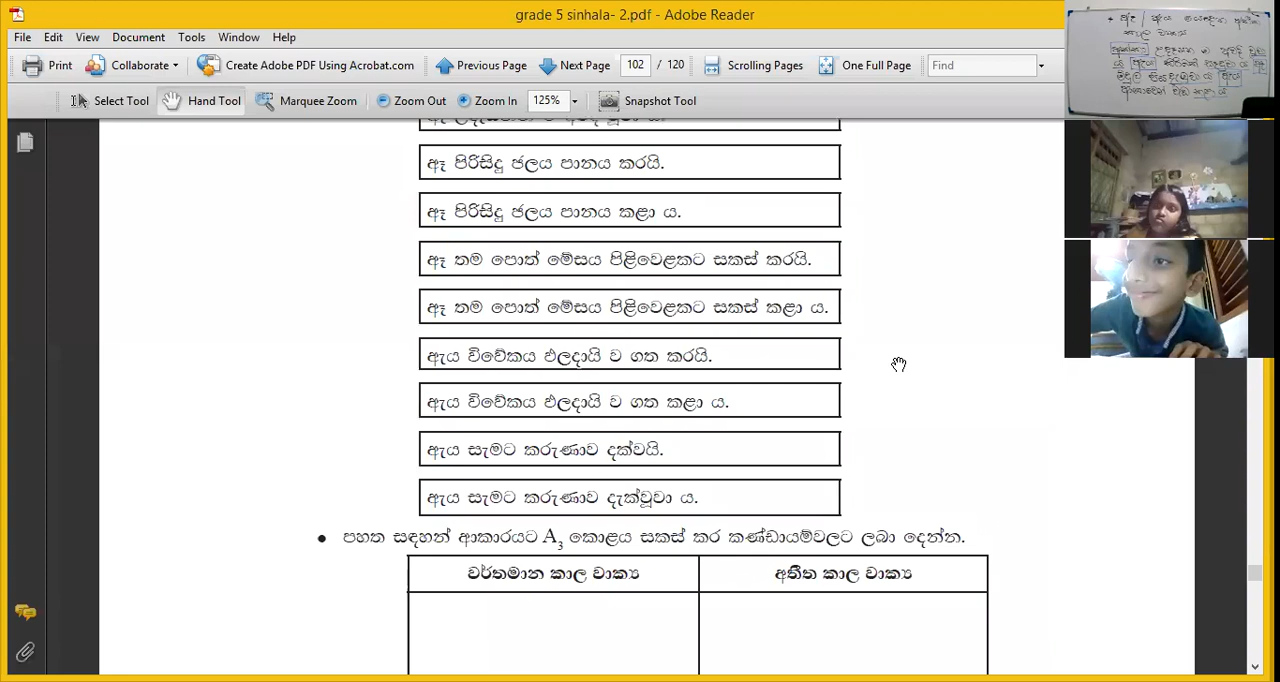 grade 5 sinhala- 2.pdf - Adobe Reader
File Edit View Document Tools Window Help
Print Collaborate Create Adobe PDF Using Acrobat.com Previous Page Next Page 102 / 120 Scrolling Pages One Full Page Find
Select Tool Hand Tool Marquee Zoom Zoom Out Zoom In 125% Snapshot Tool
ඈ පිරිසිදු ජලය පානය කරයි.
ඈ පිරිසිදු ජලය පානය කළා ය.
ඈ තම පොත් මේසය පිළිවෙළකට සකස් කරයි.
ඈ තම පොත් මේසය පිළිවෙළකට සකස් කළා ය.
ඇය විවේකය ඵලදායි ව ගත කරයි.
ඇය විවේකය ඵලදායි ව ගත කළා ය.
ඇය සැමට කරුණාව දක්වයි.
ඇය සැමට කරුණාව දැක්වූවා ය.
• පහත සඳහන් ආකාරයට A3 කොළය සකස් කර කණ්ඩායම්වලට ලබා දෙන්න.
වර්තමාන කාල වාක්‍ය අතීත කාල වාක්‍ය